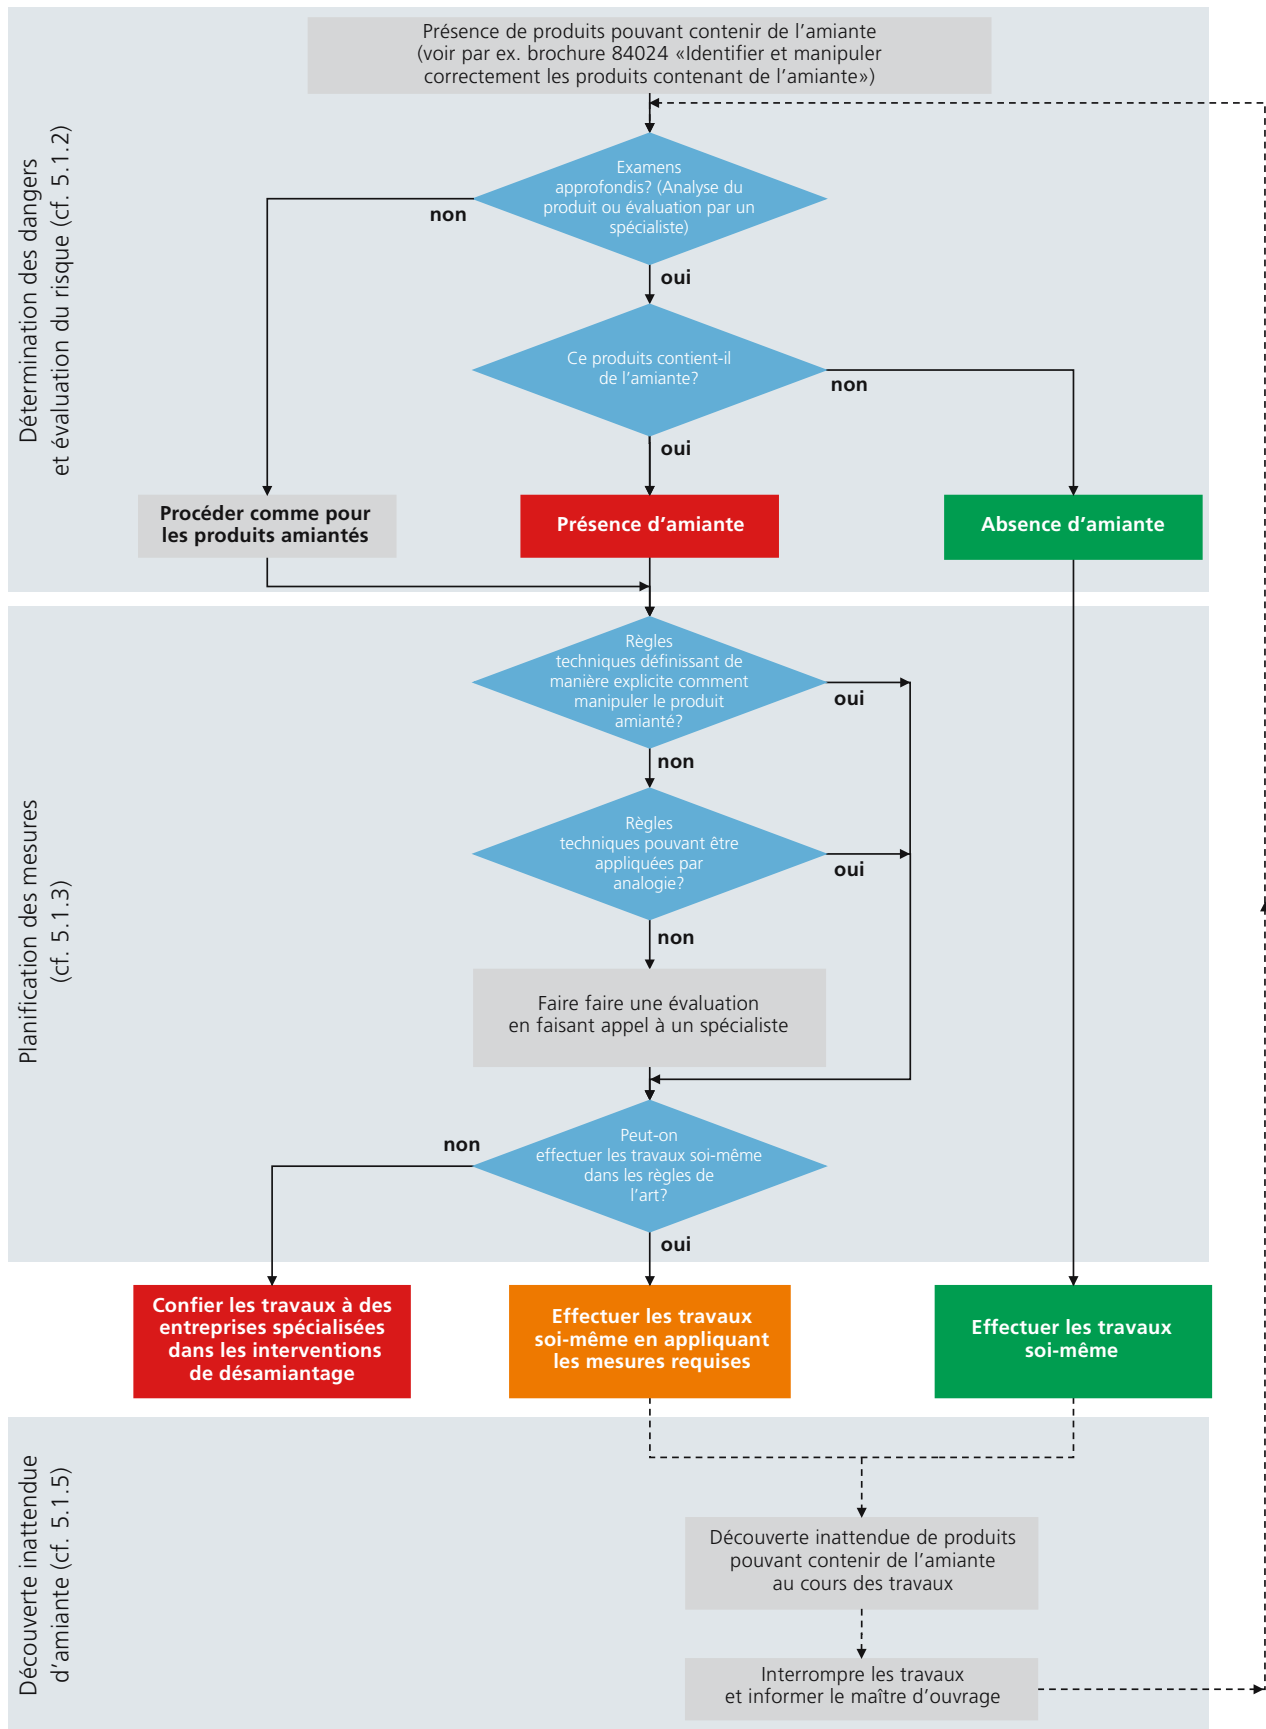 Présence de produits pouvant contenir de l'amiante
(voir par ex. brochure 84024 «Identifier et manipuler
correctement les produits contenant de l'amiante»)
Détermination des dangers
et évaluation du risque (cf. 5.1.2)
Examens
approfondis? (Analyse du
produit ou évaluation par un
spécialiste)
non
oui
Ce produits contient-il
de l'amiante?
non
oui
Procéder comme pour
les produits amiantés
Présence d'amiante
Absence d'amiante
Planification des mesures
(cf. 5.1.3)
Règles
techniques définissant de
manière explicite comment
manipuler le produit
amianté?
oui
non
Règles
techniques pouvant être
appliquées par
analogie?
oui
non
Faire faire une évaluation
en faisant appel à un spécialiste
Peut-on
effectuer les travaux soi-même
dans les règles de
l'art?
non
oui
Confier les travaux à des
entreprises spécialisées
dans les interventions
de désamiantage
Effectuer les travaux
soi-même en appliquant
les mesures requises
Effectuer les travaux
soi-même
Découverte inattendue
d'amiante (cf. 5.1.5)
Découverte inattendue de produits
pouvant contenir de l'amiante
au cours des travaux
Interrompre les travaux
et informer le maître d'ouvrage